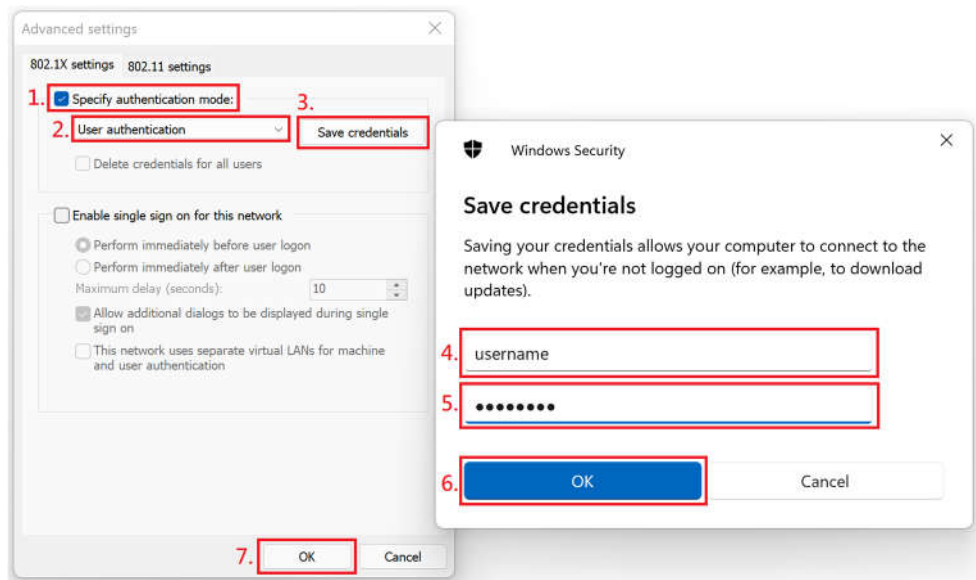 Advanced settings
802.1X settings 802.11 settings
1. Specify authentication mode:
2. User authentication
3.
Save credentials
Delete credentials for all users
Enable single sign on for this network
Perform immediately before user logon
Perform immediately after user logon
Maximum delay (seconds): 10
Allow additional dialogs to be displayed during single
sign on
This network uses separate virtual LANs for machine
and user authentication
7. OK Cancel
Windows Security
Save credentials
Saving your credentials allows your computer to connect to the
network when you're not logged on (for example, to download
updates).
4. username
5. ••••••••
6. OK Cancel